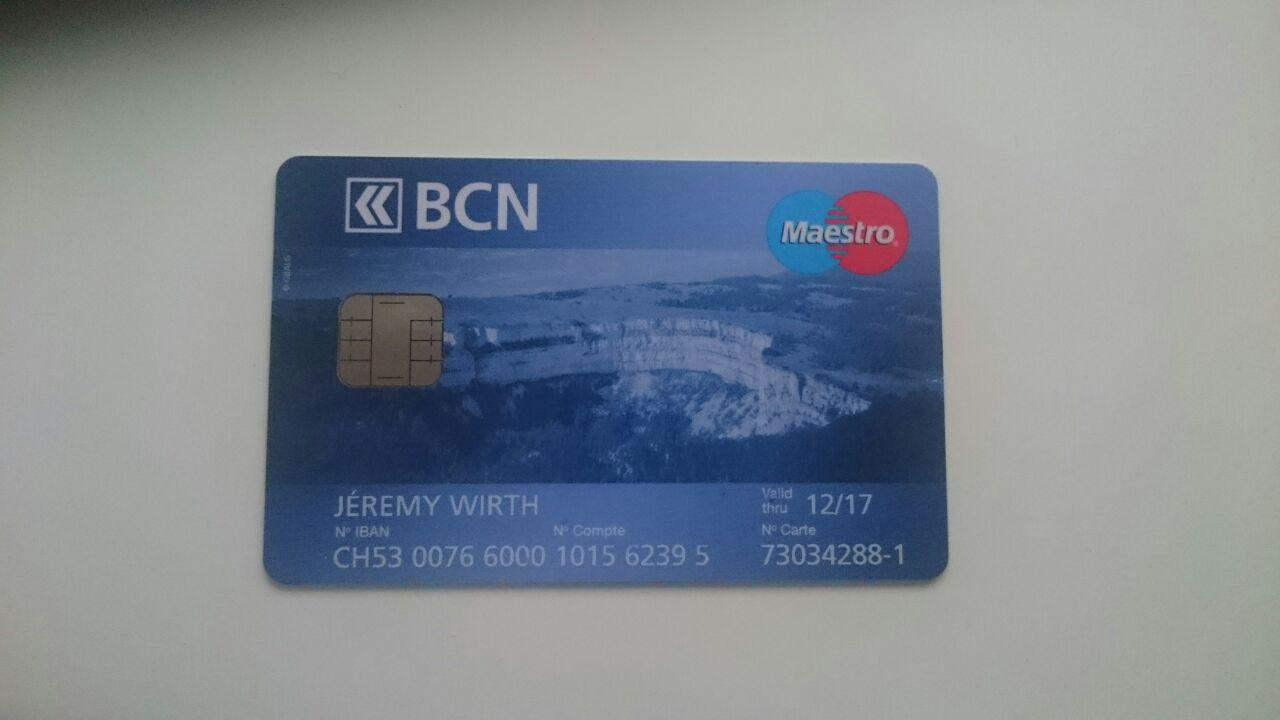 BCN
Maestro
JÉREMY WIRTH
Valid thru 12/17
Nº IBAN Nº Compte Nº Carte
CH53 0076 6000 1015 6239 5 73034288-1